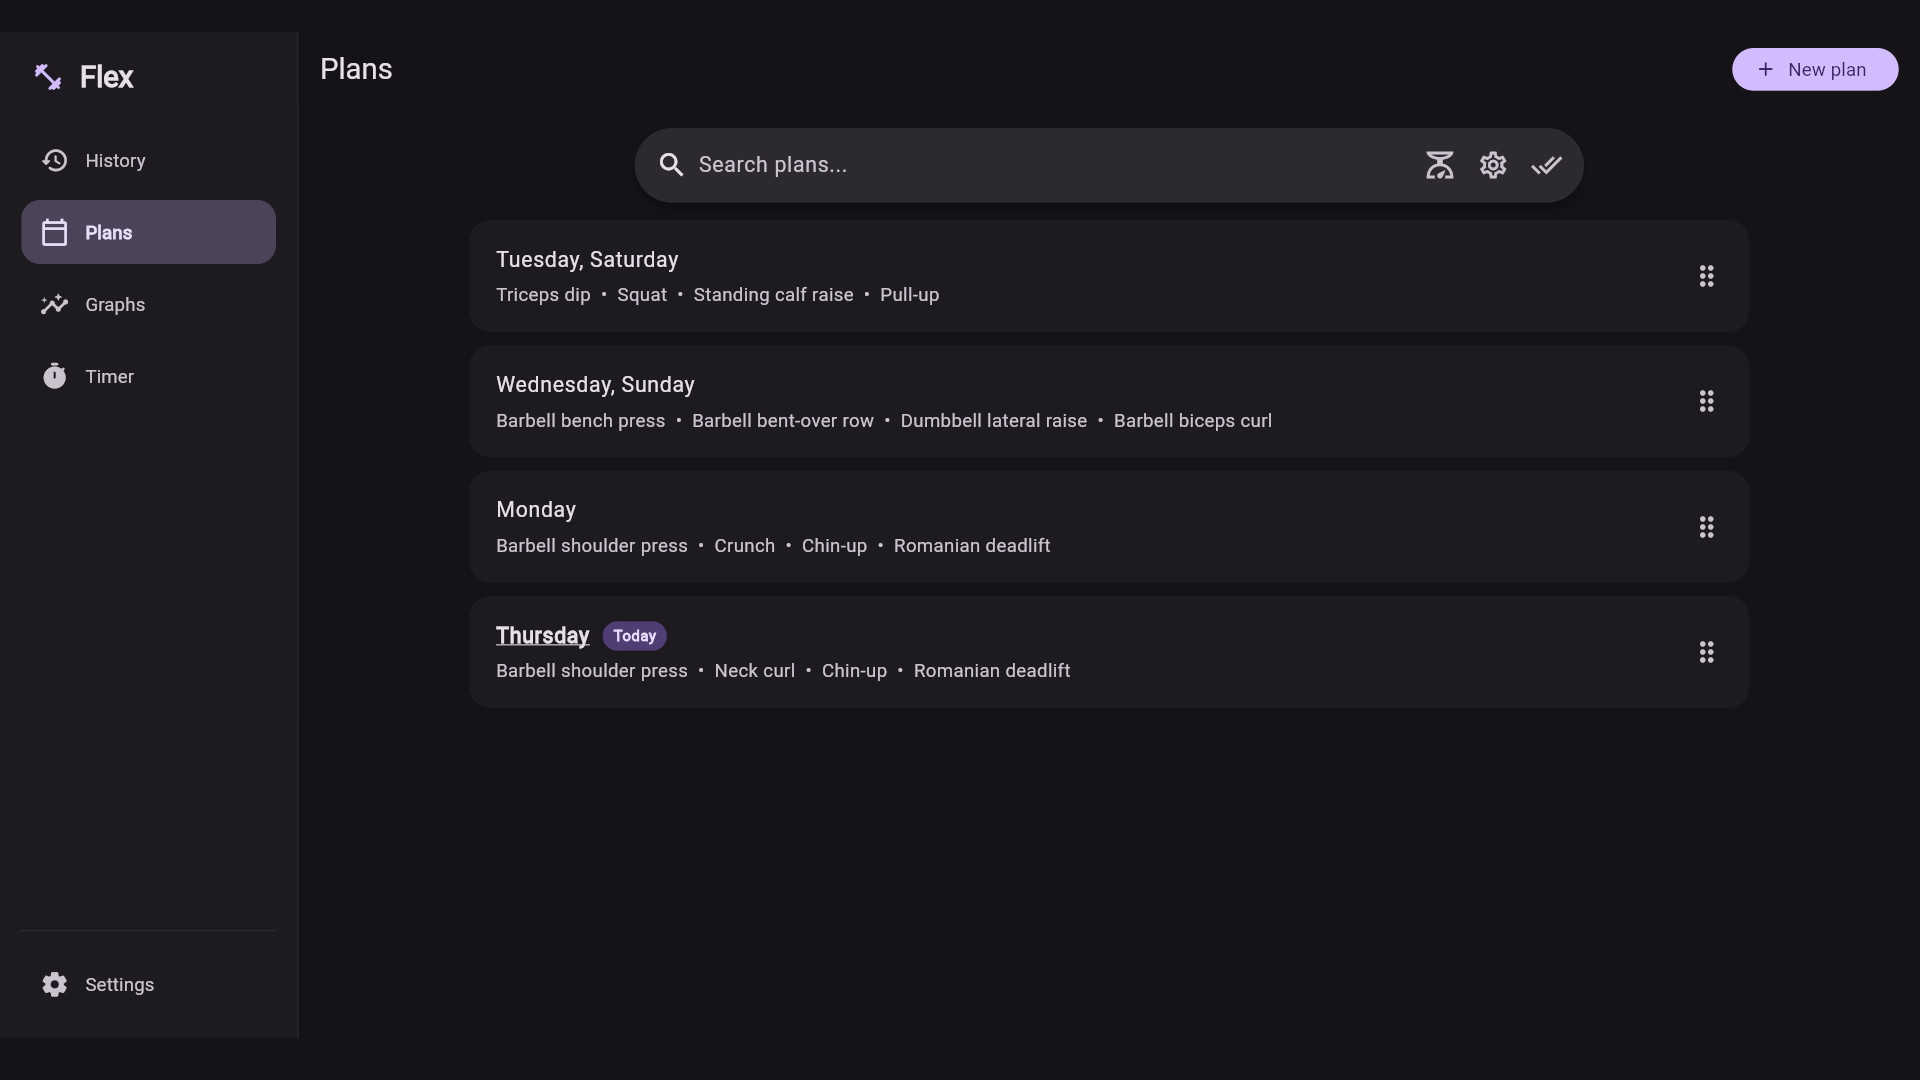 Flex
History
Plans
Graphs
Timer
Settings
Plans
New plan
Search plans...
Tuesday, Saturday
Triceps dip • Squat • Standing calf raise • Pull-up
Wednesday, Sunday
Barbell bench press • Barbell bent-over row • Dumbbell lateral raise • Barbell biceps curl
Monday
Barbell shoulder press • Crunch • Chin-up • Romanian deadlift
Thursday Today
Barbell shoulder press • Neck curl • Chin-up • Romanian deadlift